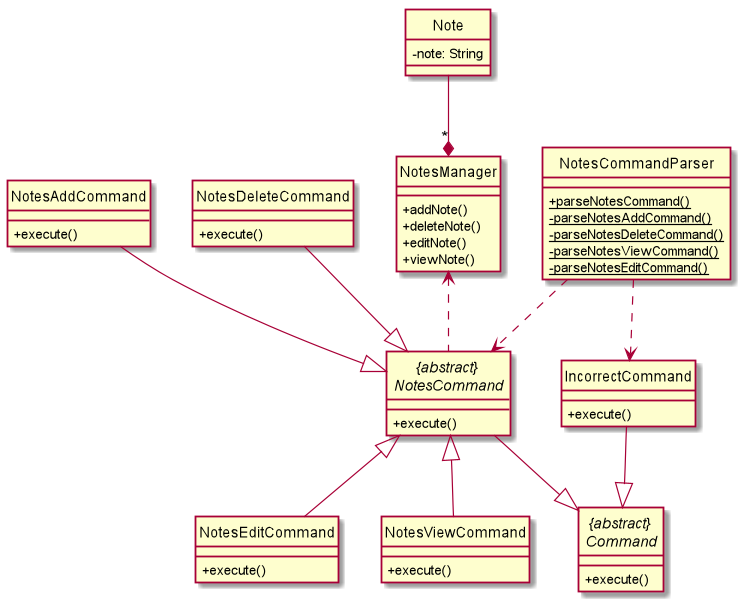 Note
-note: String
*
NotesManager
+addNote()
+deleteNote()
+editNote()
+viewNote()
NotesCommandParser
+parseNotesCommand()
-parseNotesAddCommand()
-parseNotesDeleteCommand()
-parseNotesViewCommand()
-parseNotesEditCommand()
NotesAddCommand
+execute()
NotesDeleteCommand
+execute()
{abstract}
NotesCommand
+execute()
IncorrectCommand
+execute()
NotesEditCommand
+execute()
NotesViewCommand
+execute()
{abstract}
Command
+execute()